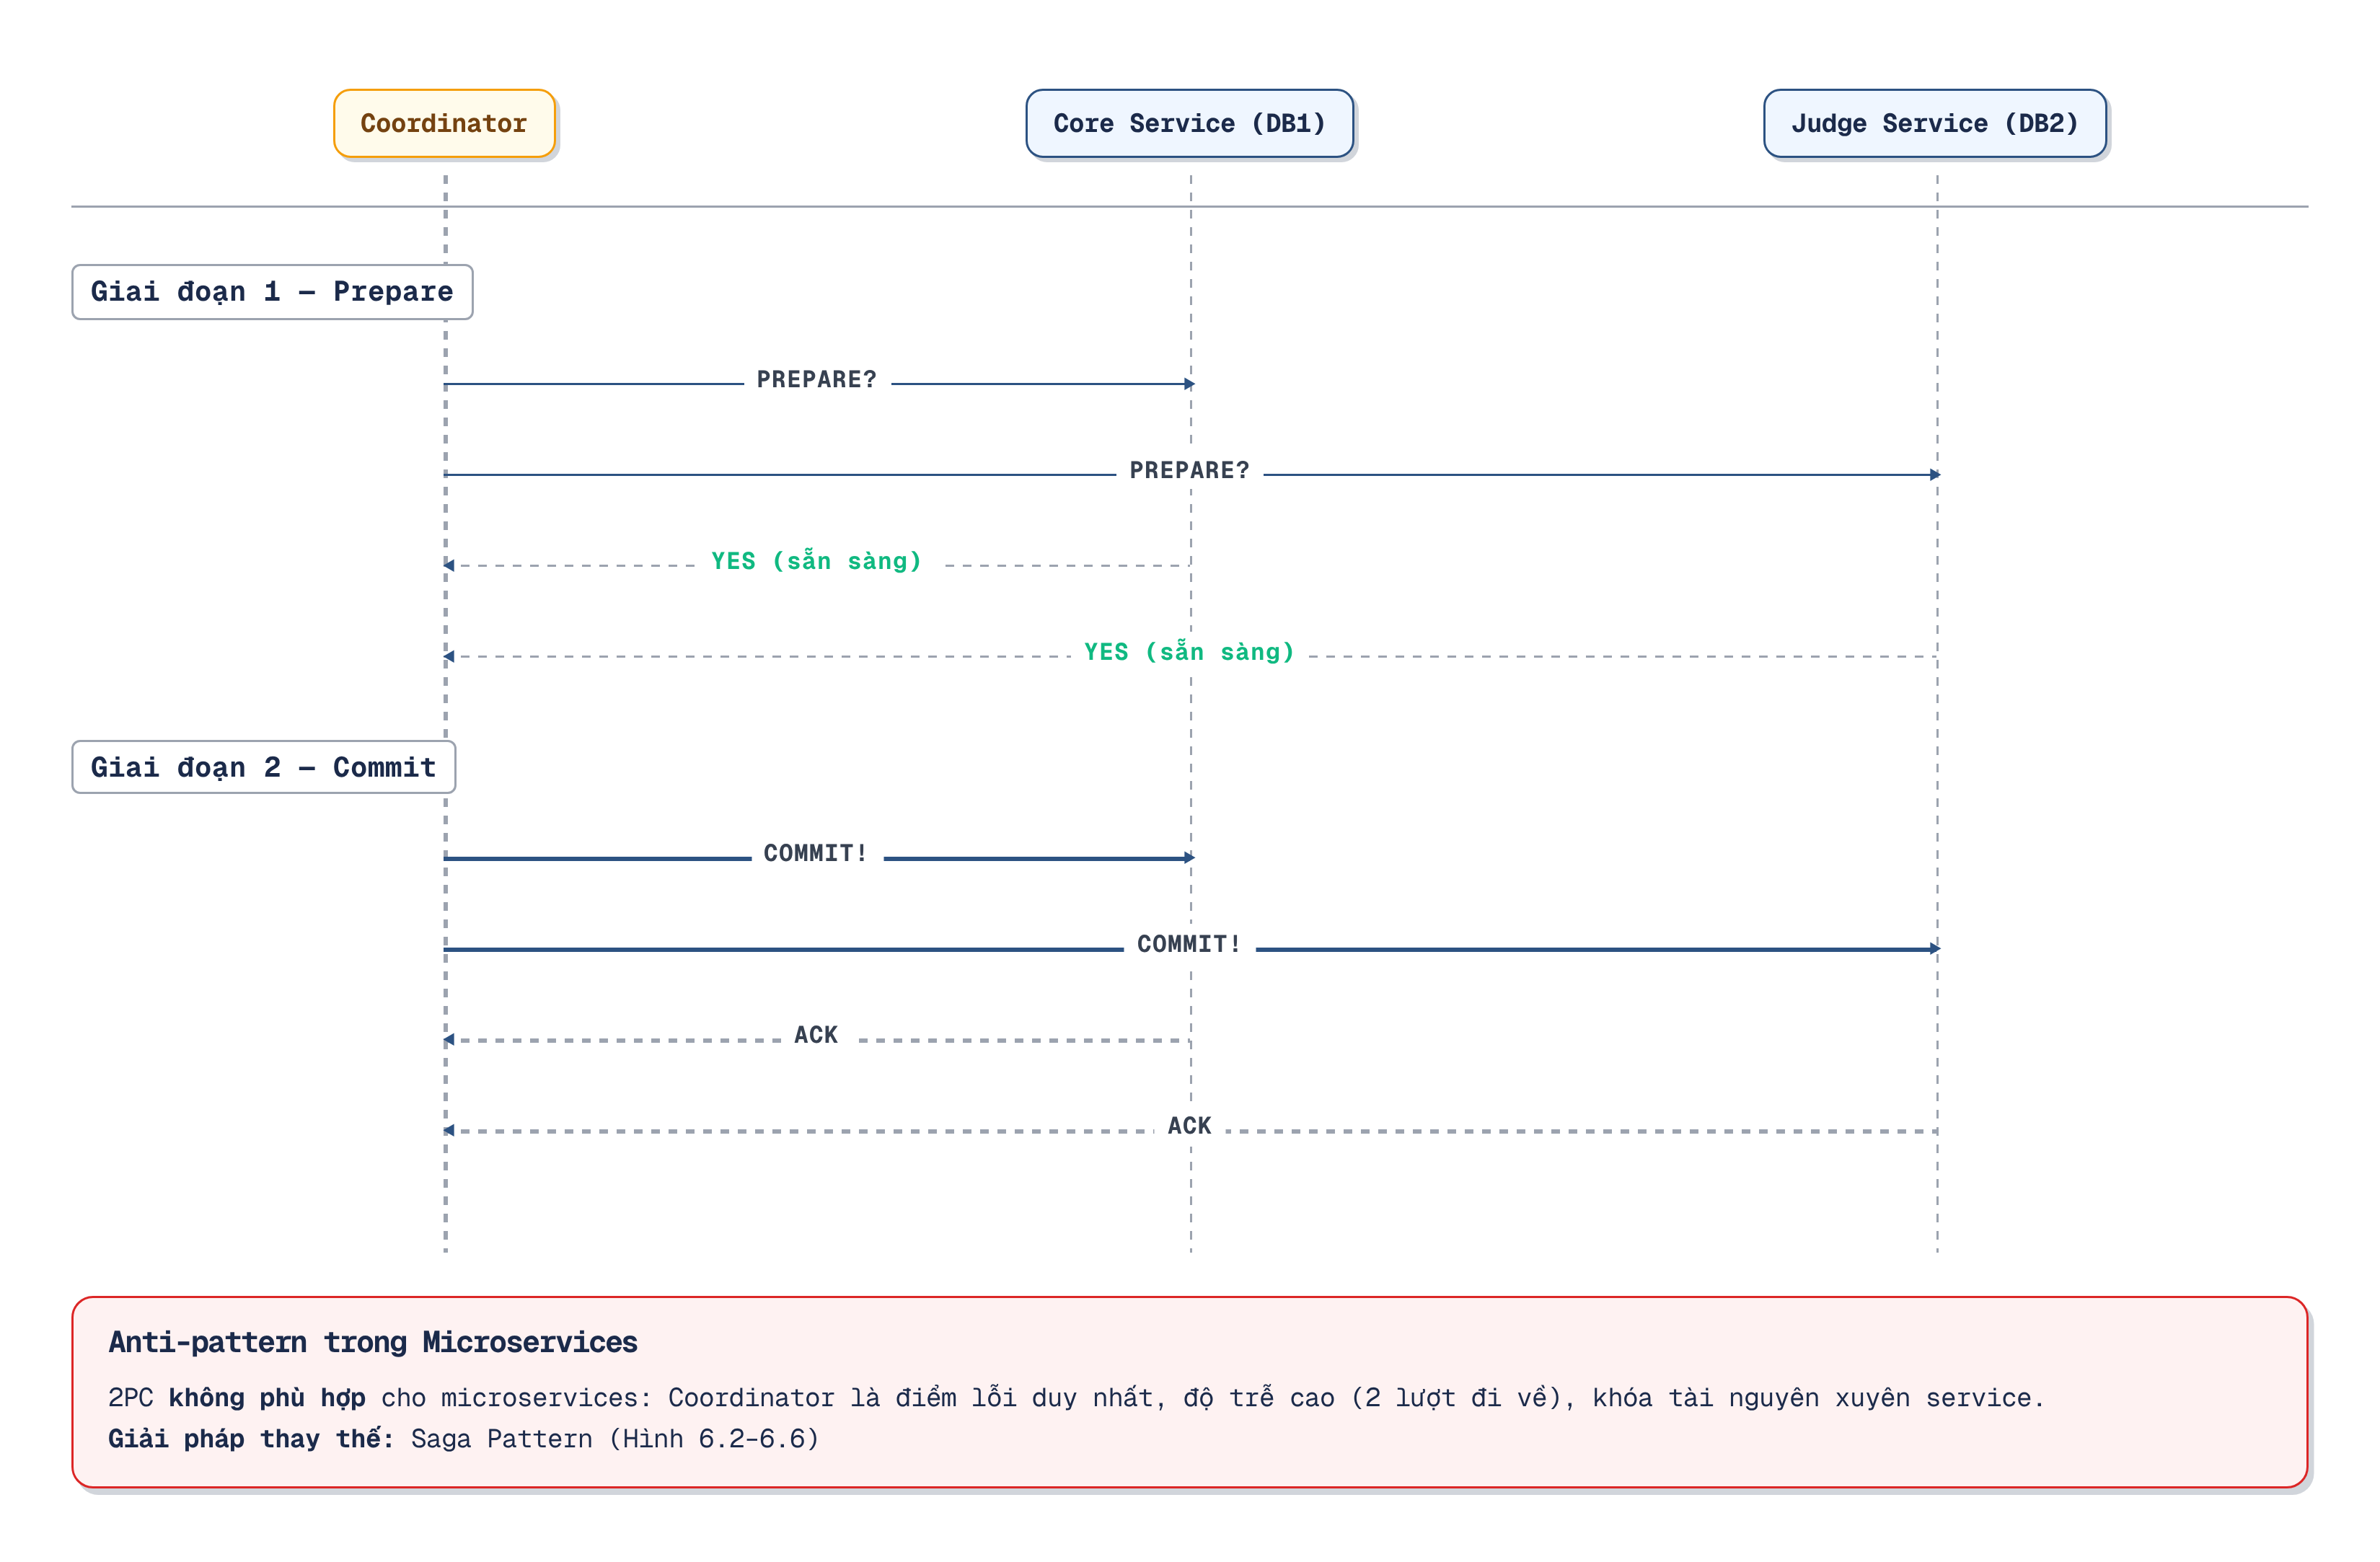 Coordinator
Core Service (DB1)
Judge Service (DB2)
Giai đoạn 1 — Prepare
PREPARE?
PREPARE?
YES (sẵn sàng)
YES (sẵn sàng)
Giai đoạn 2 — Commit
COMMIT!
COMMIT!
ACK
ACK
Anti-pattern trong Microservices
2PC không phù hợp cho microservices: Coordinator là điểm lỗi duy nhất, độ trễ cao (2 lượt đi về), khóa tài nguyên xuyên service.
Giải pháp thay thế: Saga Pattern (Hình 6.2–6.6)